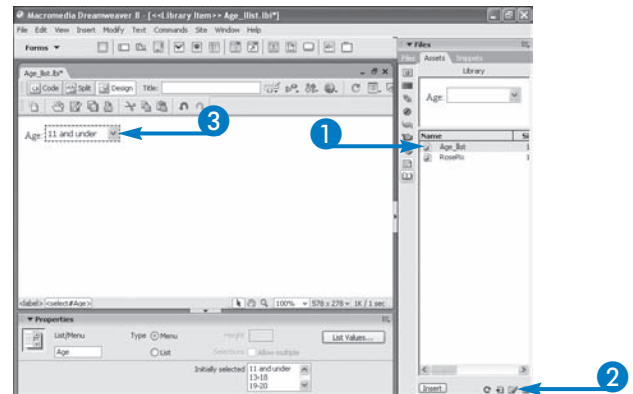 Macromedia Dreamweaver 8 - [<<Library Item>> Age_llist.lbi*]
File Edit View Insert Modify Text Commands Site Window Help
Forms
Files
Age_list.lbi*
Files Assets Snippets
Code Split Design Title:
Library
Age:
3
Age: 11 and under
1
Name
Age_list
RosePix
<label> <select#Age>
100% 578 x 278 1K / 1 sec
Properties
List/Menu
Type Menu
Height
List Values...
Age
List
Selections Allow multiple
Initially selected
11 and under
13-18
19-20
2
Insert